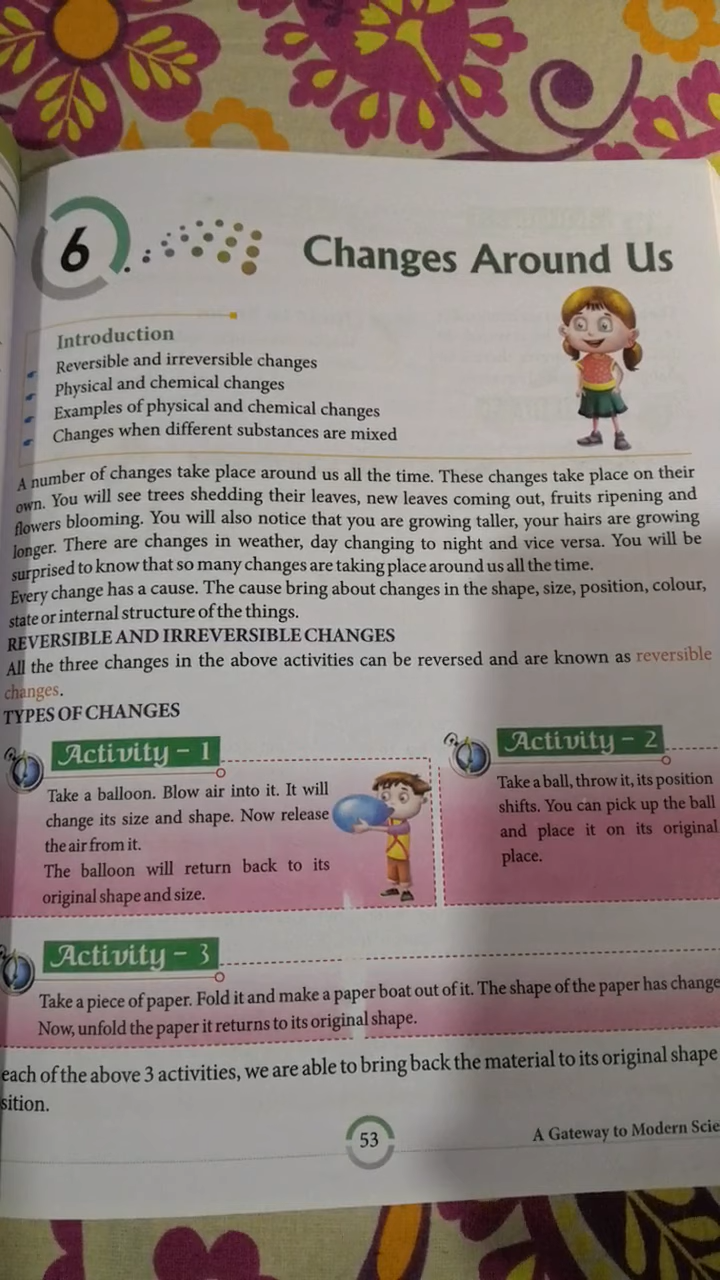 6
Changes Around Us
Introduction
Reversible and irreversible changes
Physical and chemical changes
Examples of physical and chemical changes
Changes when different substances are mixed
A number of changes take place around us all the time. These changes take place on their
own. You will see trees shedding their leaves, new leaves coming out, fruits ripening and
flowers blooming. You will also notice that you are growing taller, your hairs are growing
longer. There are changes in weather, day changing to night and vice versa. You will be
surprised to know that so many changes are taking place around us all the time.
Every change has a cause. The cause bring about changes in the shape, size, position, colour,
state or internal structure of the things.
REVERSIBLE AND IRREVERSIBLE CHANGES
All the three changes in the above activities can be reversed and are known as reversible
changes.
TYPES OF CHANGES
Activity - 1
Take a balloon. Blow air into it. It will
change its size and shape. Now release
the air from it.
The balloon will return back to its
original shape and size.
Activity - 2
Take a ball, throw it, its position
shifts. You can pick up the ball
and place it on its original
place.
Activity - 3
Take a piece of paper. Fold it and make a paper boat out of it. The shape of the paper has change
Now, unfold the paper it returns to its original shape.
each of the above 3 activities, we are able to bring back the material to its original shape
sition.
53
A Gateway to Modern Scie